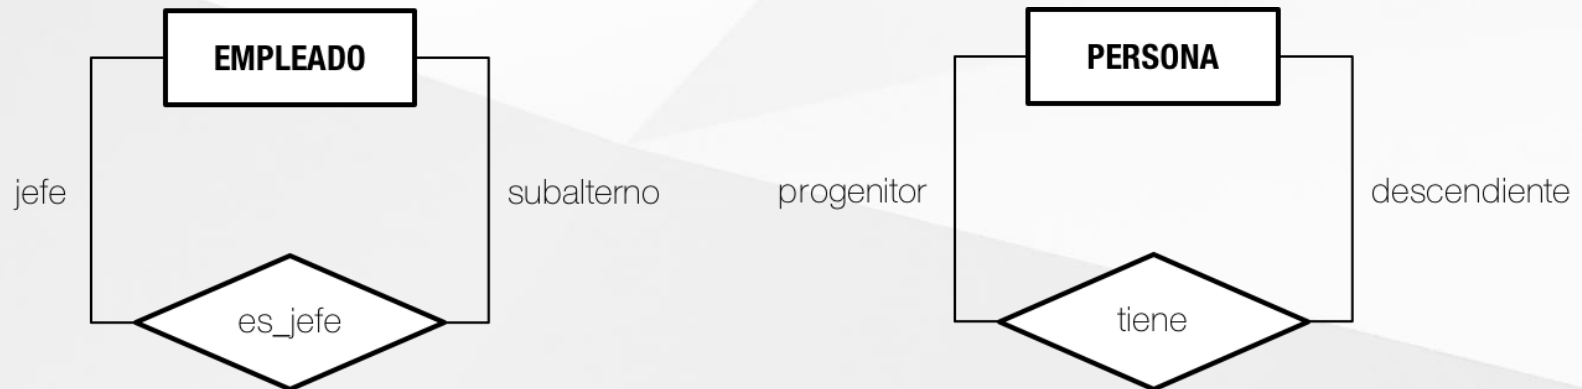 EMPLEADO
jefe
subalterno
es_jefe
PERSONA
progenitor
descendiente
tiene